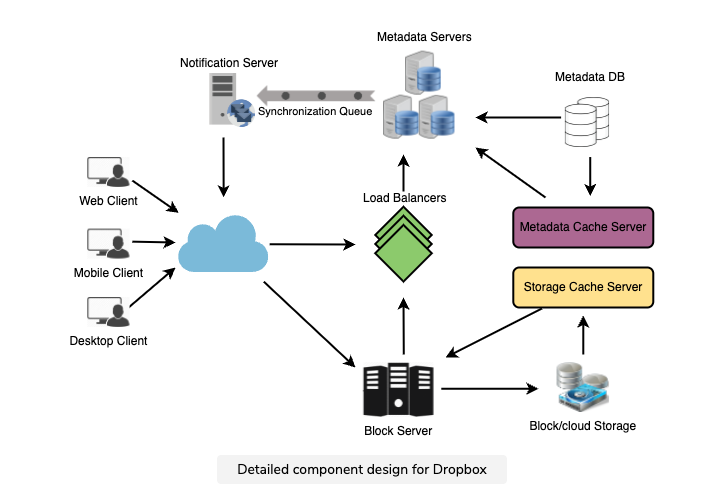 Metadata Servers
Notification Server
Metadata DB
Synchronization Queue
Web Client
Load Balancers
Metadata Cache Server
Mobile Client
Storage Cache Server
Desktop Client
Block Server
Block/cloud Storage
Detailed component design for Dropbox